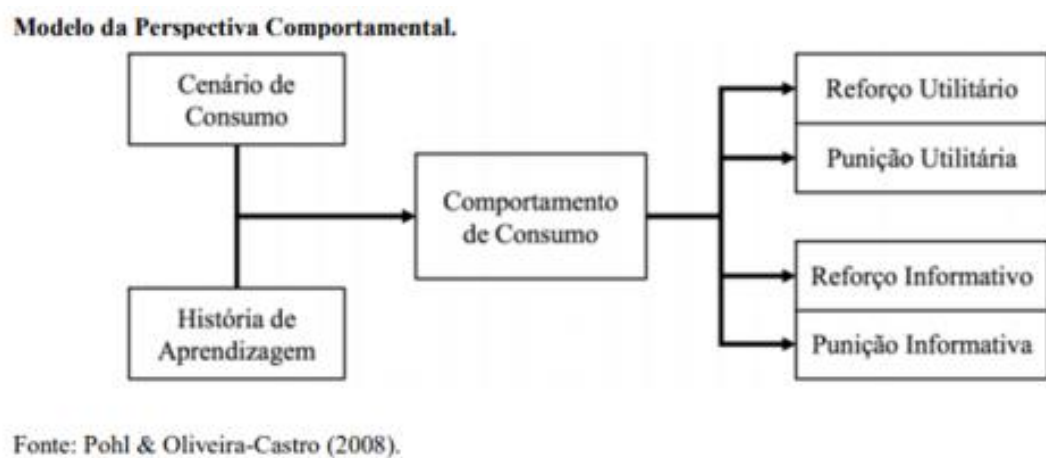 Modelo da Perspectiva Comportamental.
Cenário de
Consumo
História de
Aprendizagem
Comportamento
de Consumo
Reforço Utilitário
Punição Utilitária
Reforço Informativo
Punição Informativa
Fonte: Pohl & Oliveira-Castro (2008).